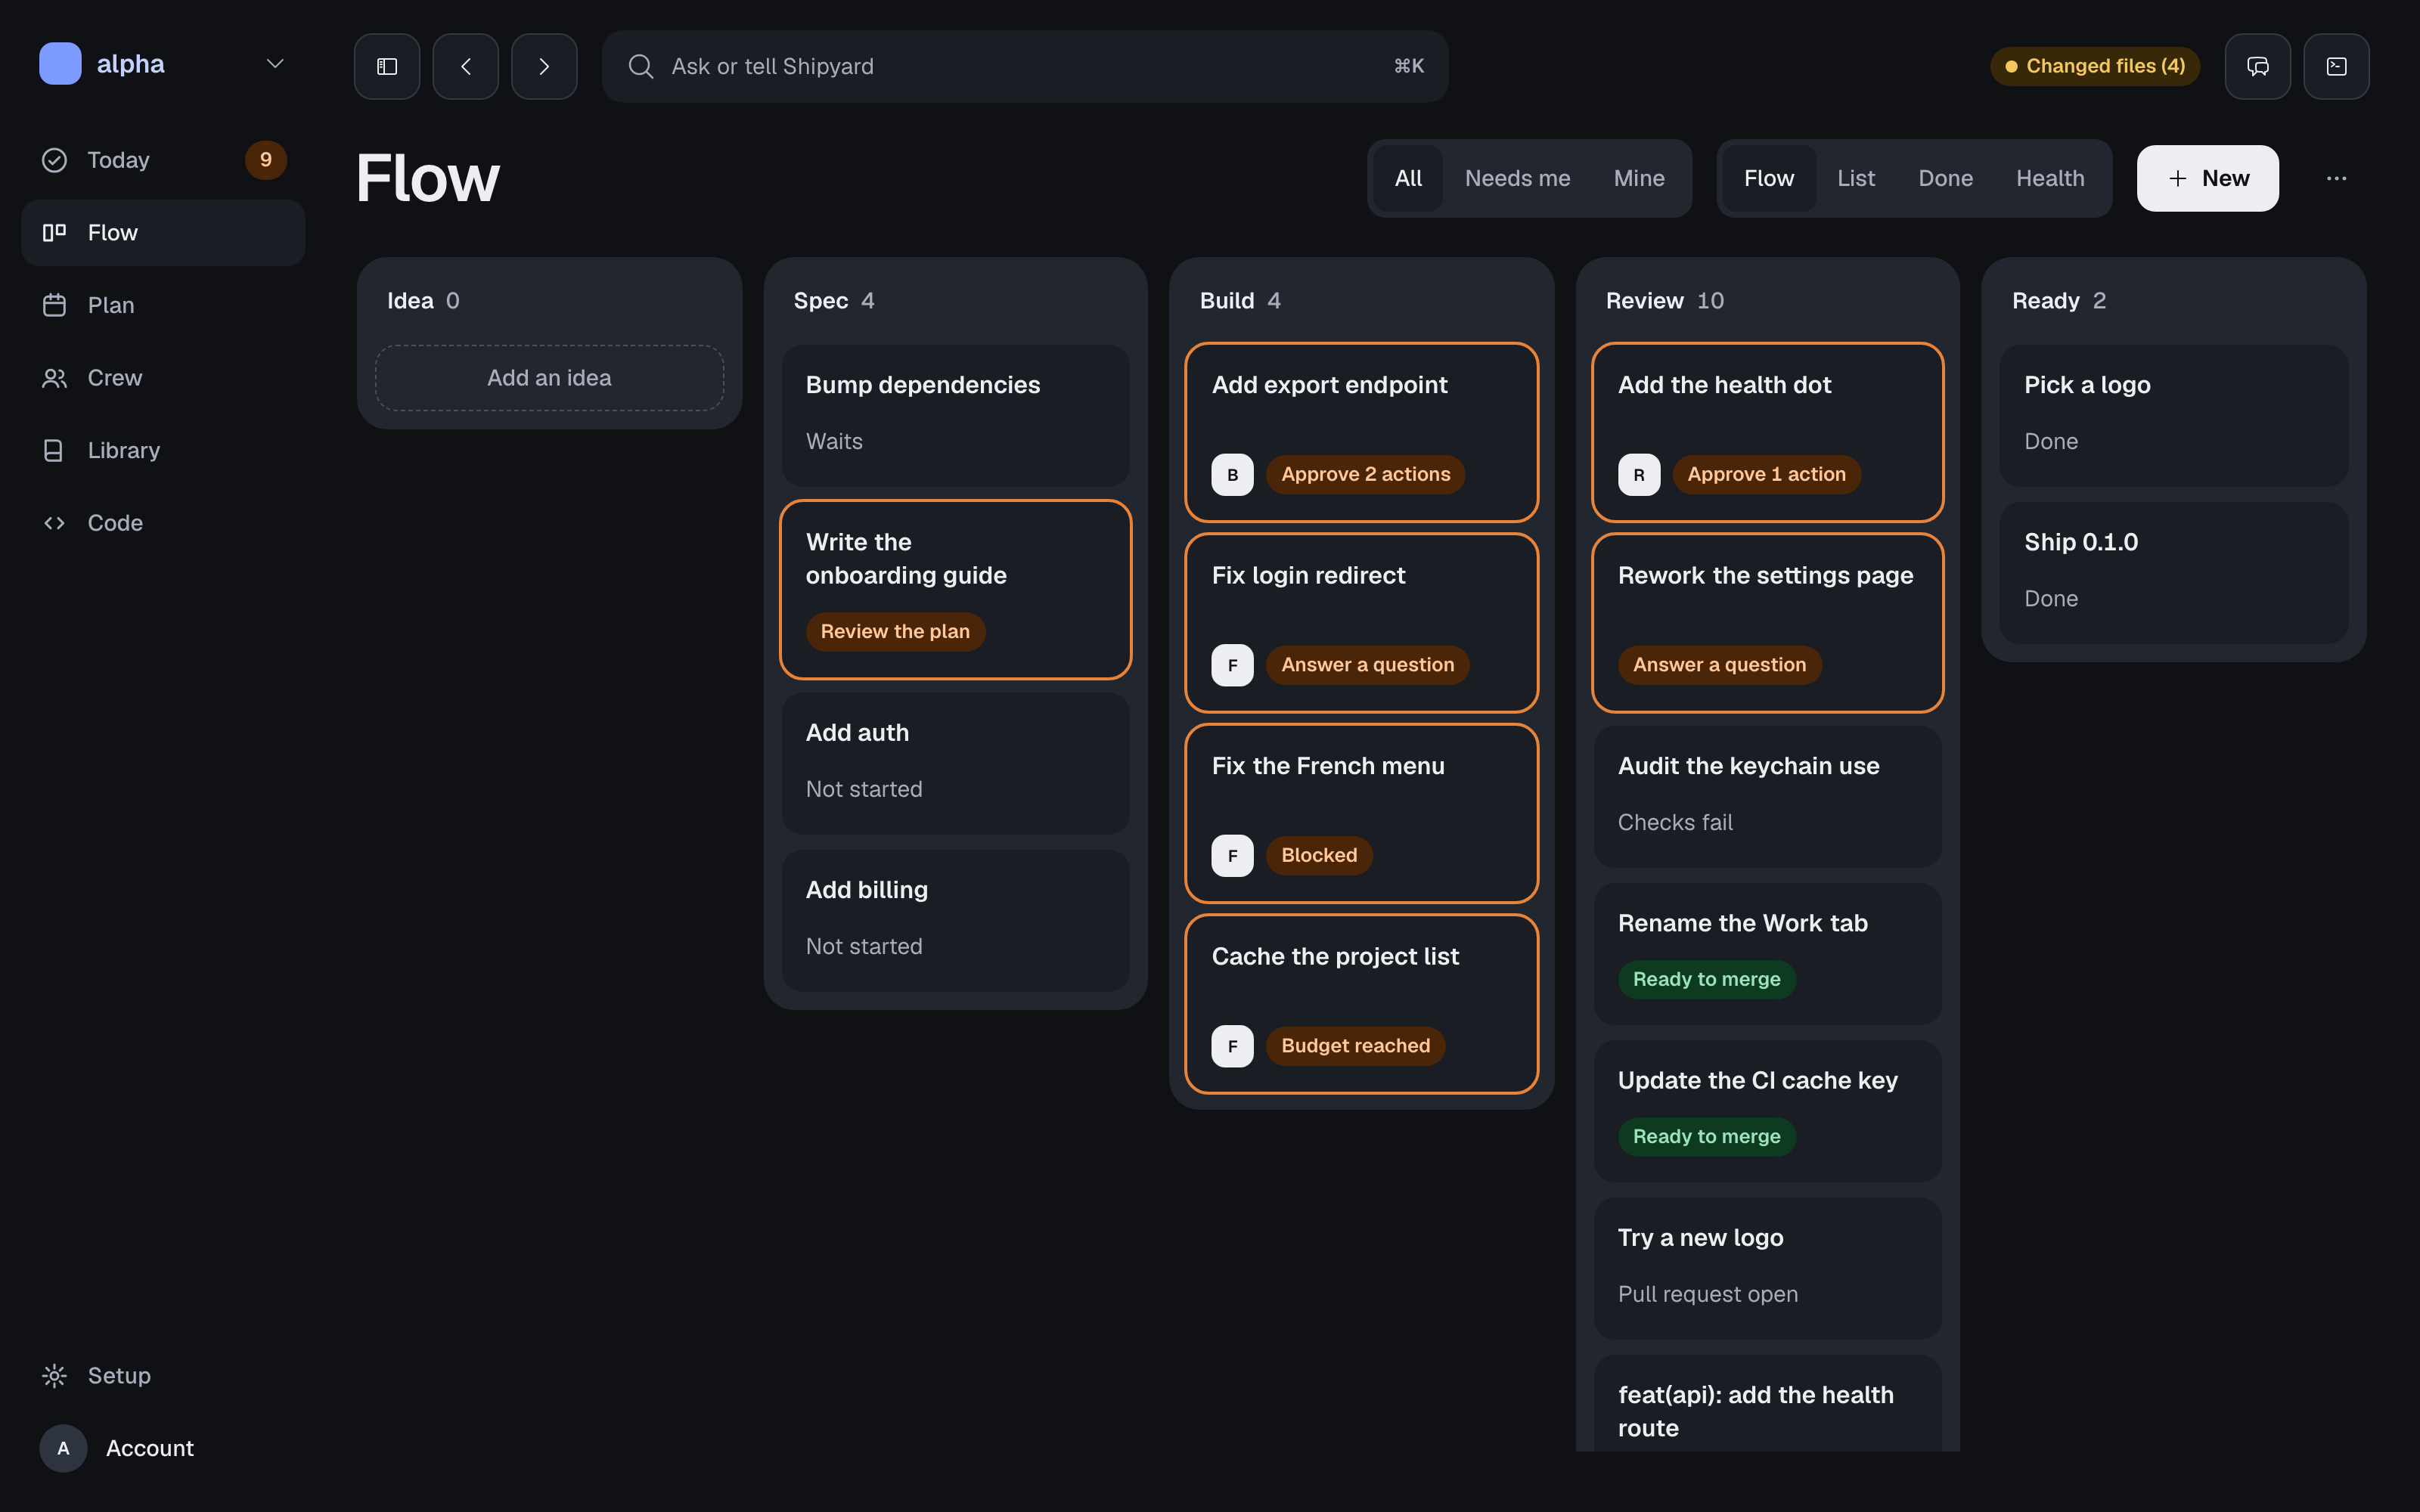 alpha
Ask or tell Shipyard
⌘K
Changed files (4)
Today
9
Flow
Plan
Crew
Library
Code
Setup
A
Account
Flow
All
Needs me
Mine
Flow
List
Done
Health
New
Idea 0
Add an idea
Spec 4
Bump dependencies
Waits
Write the
onboarding guide
Review the plan
Add auth
Not started
Add billing
Not started
Build 4
Add export endpoint
B
Approve 2 actions
Fix login redirect
F
Answer a question
Fix the French menu
F
Blocked
Cache the project list
F
Budget reached
Review 10
Add the health dot
R
Approve 1 action
Rework the settings page
Answer a question
Audit the keychain use
Checks fail
Rename the Work tab
Ready to merge
Update the CI cache key
Ready to merge
Try a new logo
Pull request open
feat(api): add the health
route
Ready 2
Pick a logo
Done
Ship 0.1.0
Done